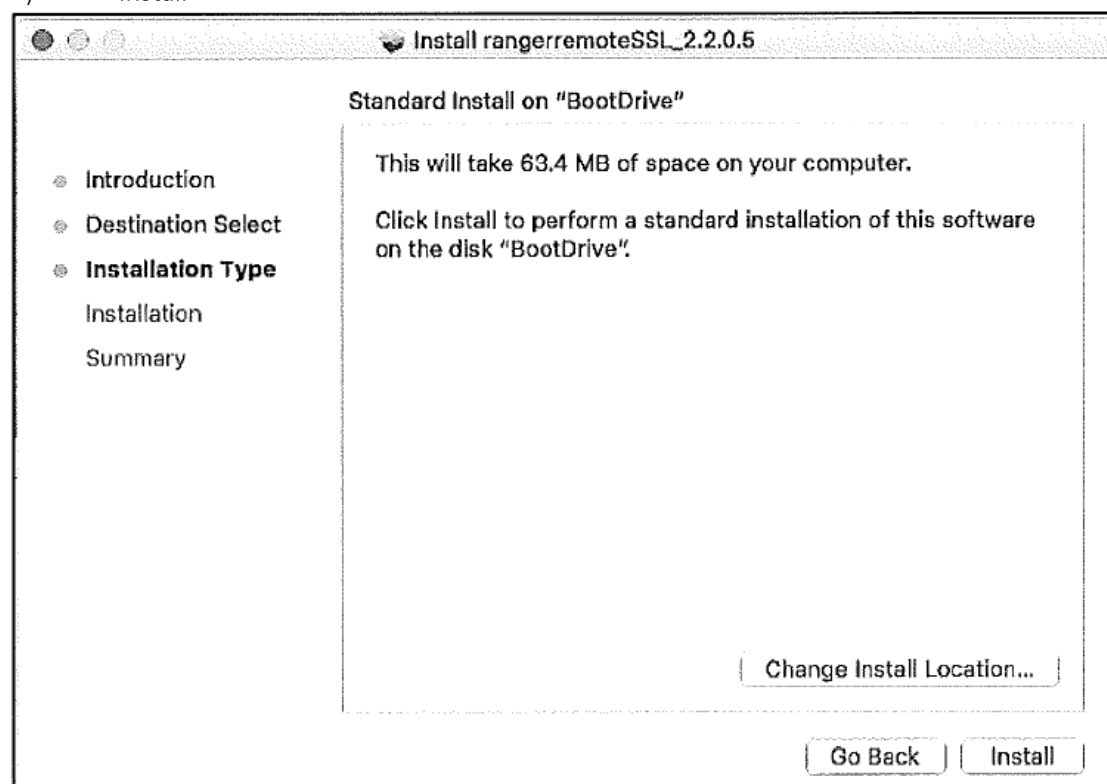 Install
Install rangerremoteSSL_2.2.0.5
Standard Install on "BootDrive"
Introduction
Destination Select
Installation Type
Installation
Summary
This will take 63.4 MB of space on your computer.
Click Install to perform a standard installation of this software
on the disk "BootDrive".
Change Install Location...
Go Back
Install